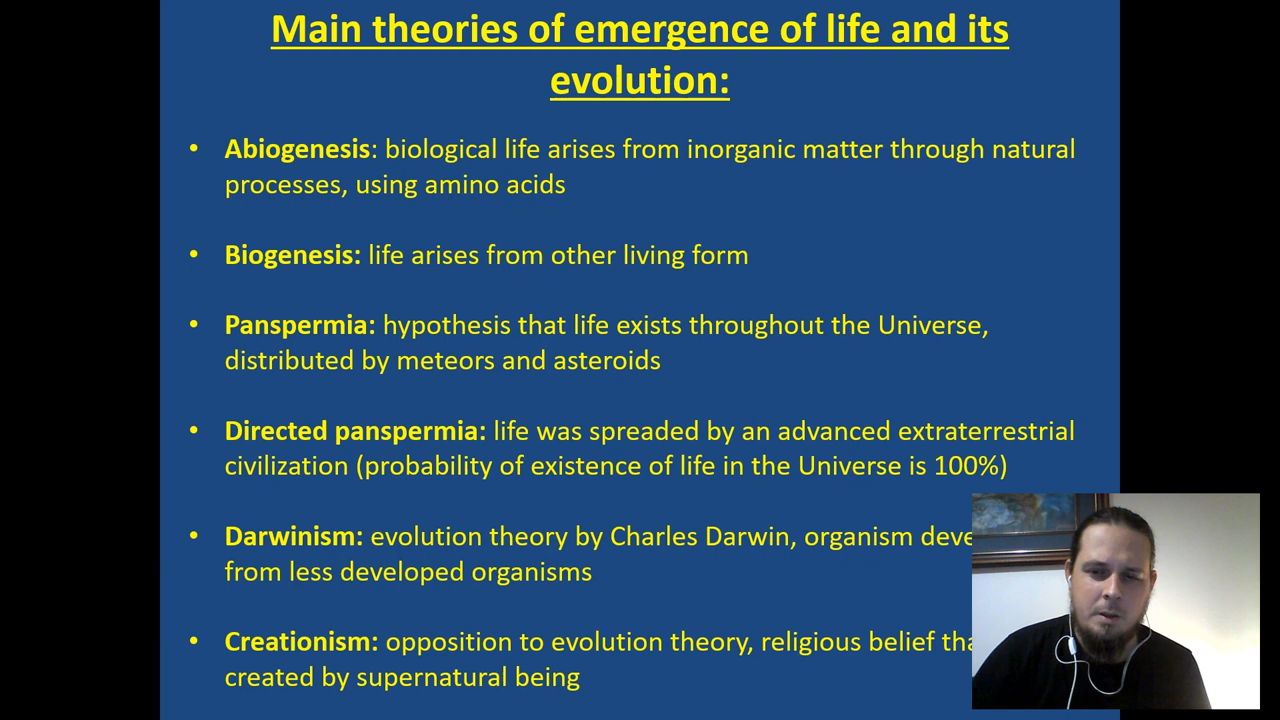 Main theories of emergence of life and its
evolution:
• Abiogenesis: biological life arises from inorganic matter through natural
processes, using amino acids
• Biogenesis: life arises from other living form
• Panspermia: hypothesis that life exists throughout the Universe,
distributed by meteors and asteroids
• Directed panspermia: life was spreaded by an advanced extraterrestrial
civilization (probability of existence of life in the Universe is 100%)
• Darwinism: evolution theory by Charles Darwin, organism
from less developed organisms
• Creationism: opposition to evolution theory, religious belief
created by supernatural being